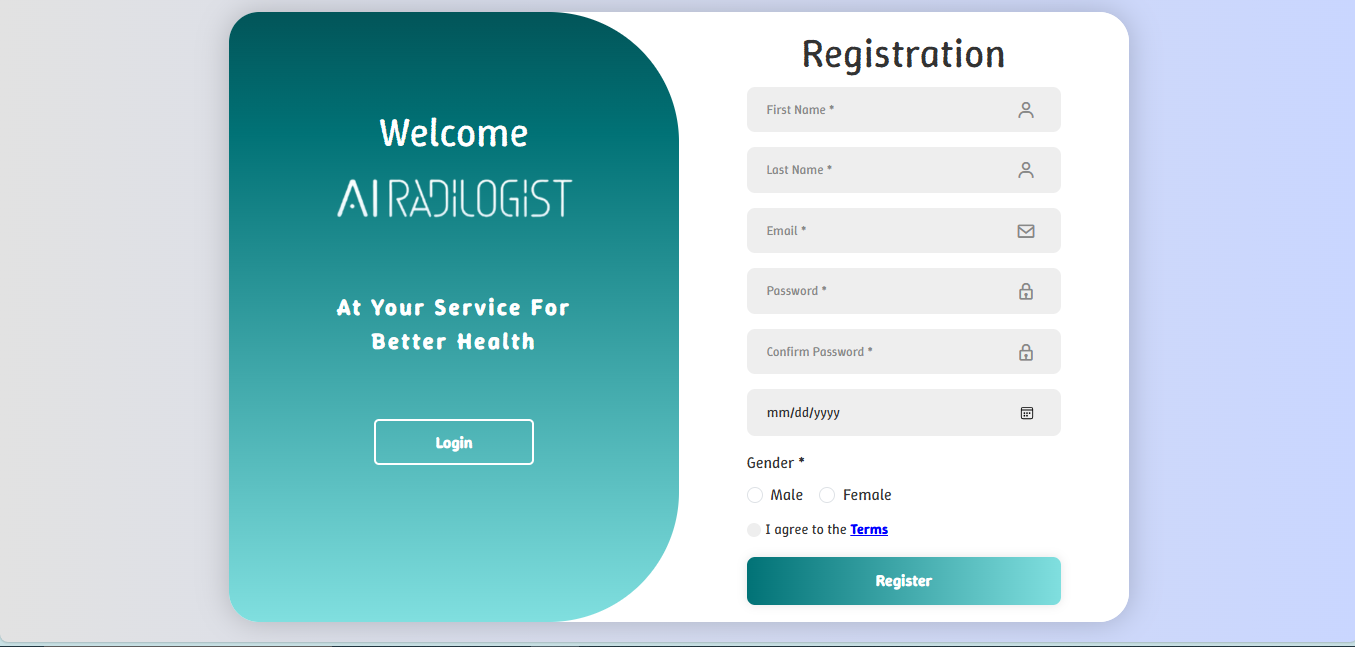 Welcome
AI RADILOGIST
At Your Service For
Better Health
Login
Registration
First Name *
Last Name *
Email *
Password *
Confirm Password *
mm/dd/yyyy
Gender *
Male Female
I agree to the Terms
Register